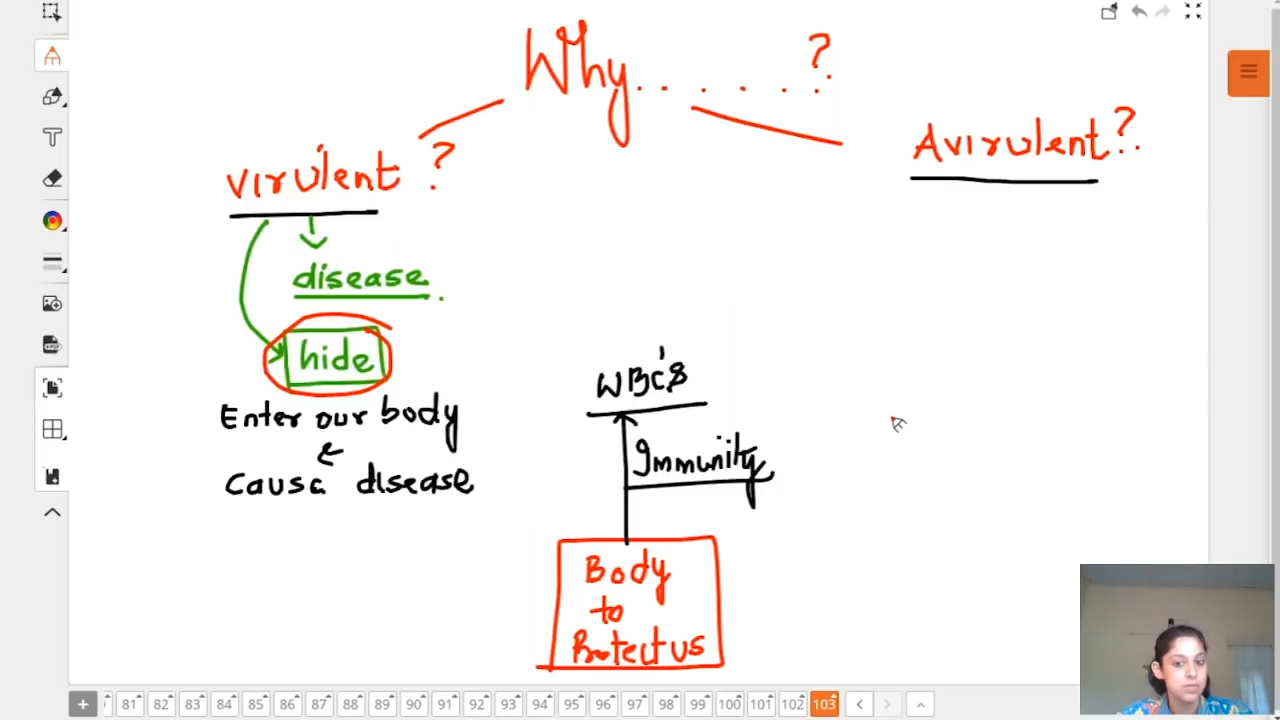 Why......?
virulent ?
Avirulent?
disease.
hide
Enter our body
cause disease
WBC's
Immunity
Body
to
Protect us
81 82 83 84 85 86 87 88 89 90 91 92 93 94 95 96 97 98 99 100 101 102 103